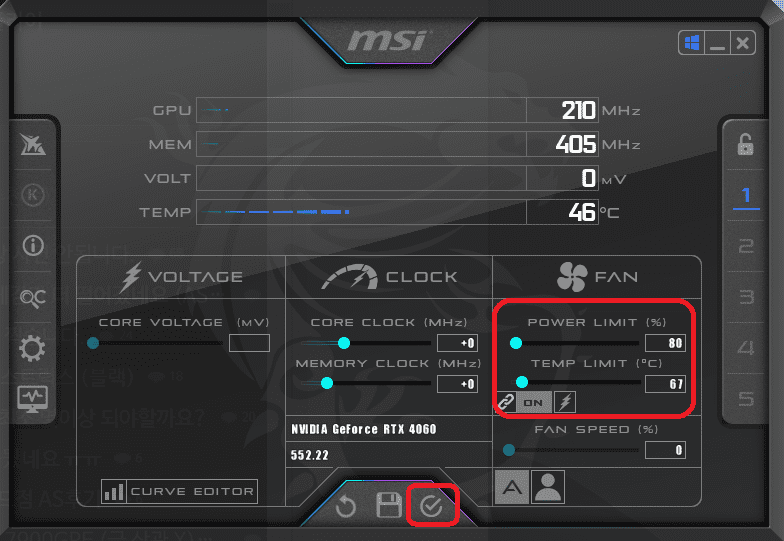 msi
GPU 210 MHz
MEM 405 MHz
VOLT 0 mV
TEMP 46 °C
K
1
2
3
4
5
VOLTAGE
CLOCK
FAN
CORE VOLTAGE (MV)
CORE CLOCK (MHz) +0
MEMORY CLOCK (MHz) +0
POWER LIMIT (%) 80
TEMP LIMIT (°C) 67
ON
NVIDIA GeForce RTX 4060
552.22
FAN SPEED (%) 0
A
CURVE EDITOR